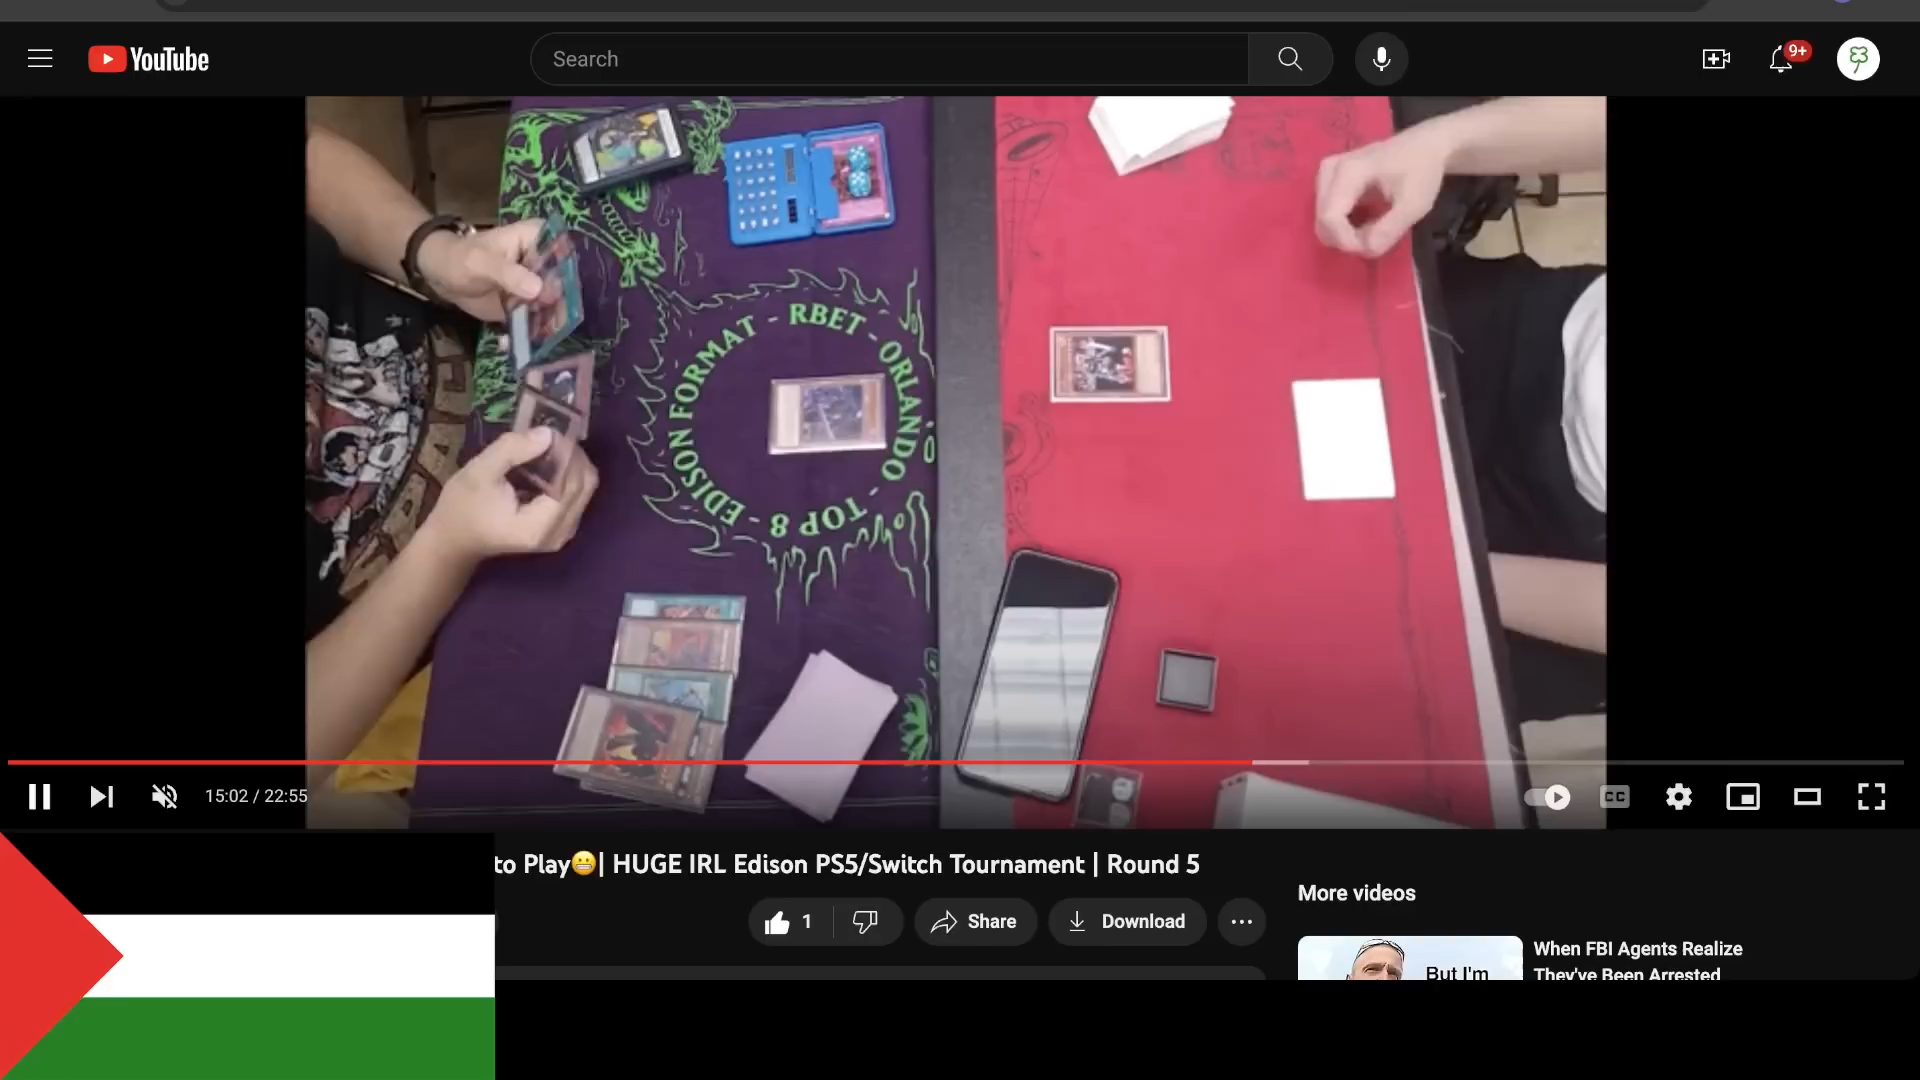 YouTube
Search
9+
EDISON FORMAT - RBET - ORLANDO - TOP 8 -
15:02 / 22:55
CC
to Play😬| HUGE IRL Edison PS5/Switch Tournament | Round 5
1
Share
Download
More videos
When FBI Agents Realize
They've Been Arrested
But I'm